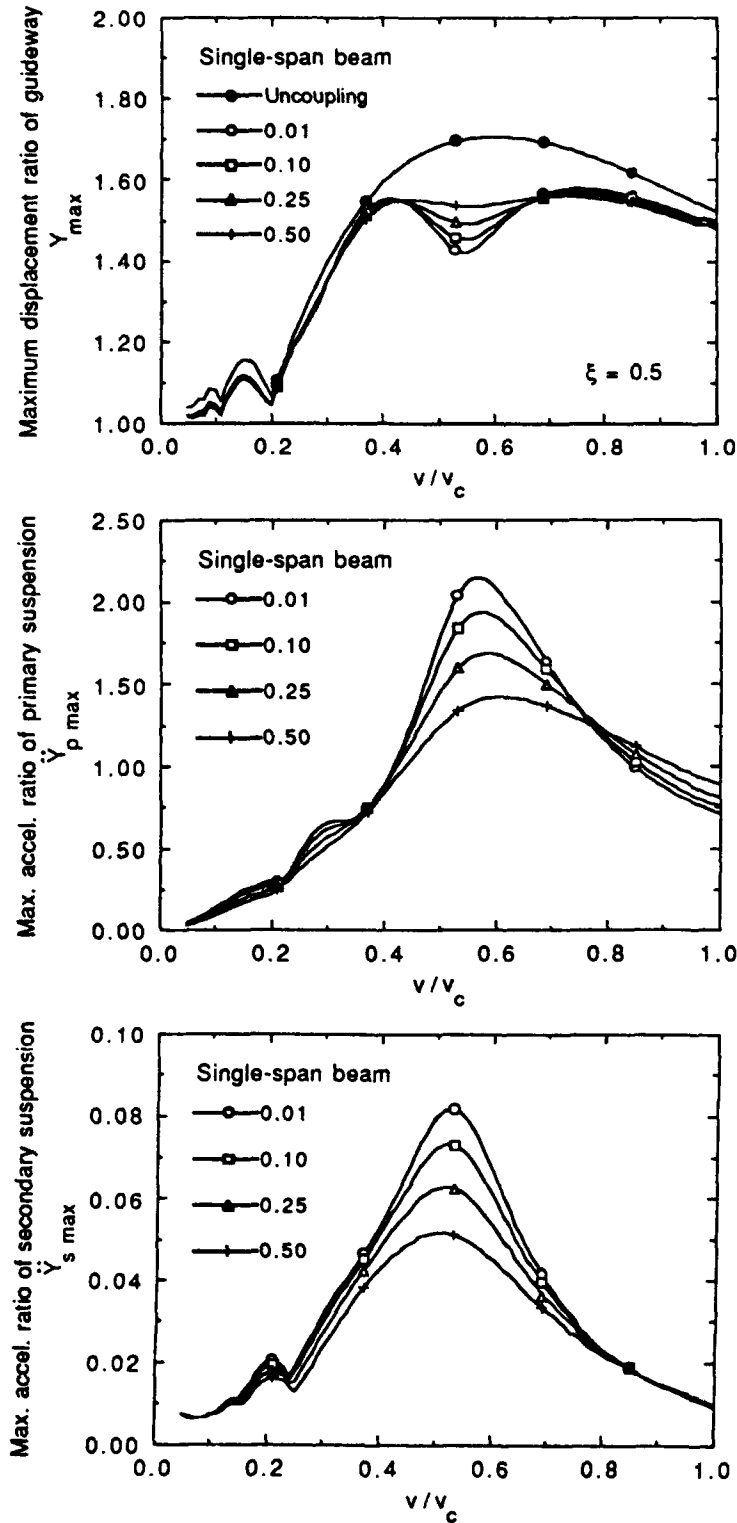 Maximum displacement ratio of guideway
Y max
2.00
1.80
1.60
1.40
1.20
1.00
Single-span beam
Uncoupling
0.01
0.10
0.25
0.50
ξ = 0.5
0.0 0.2 0.4 0.6 0.8 1.0
v/vc
Max. accel. ratio of primary suspension
Ÿp max
2.50
2.00
1.50
1.00
0.50
0.00
Single-span beam
0.01
0.10
0.25
0.50
0.0 0.2 0.4 0.6 0.8 1.0
v/vc
Max. accel. ratio of secondary suspension
Ÿs max
0.10
0.08
0.06
0.04
0.02
0.00
Single-span beam
0.01
0.10
0.25
0.50
0.0 0.2 0.4 0.6 0.8 1.0
v/vc